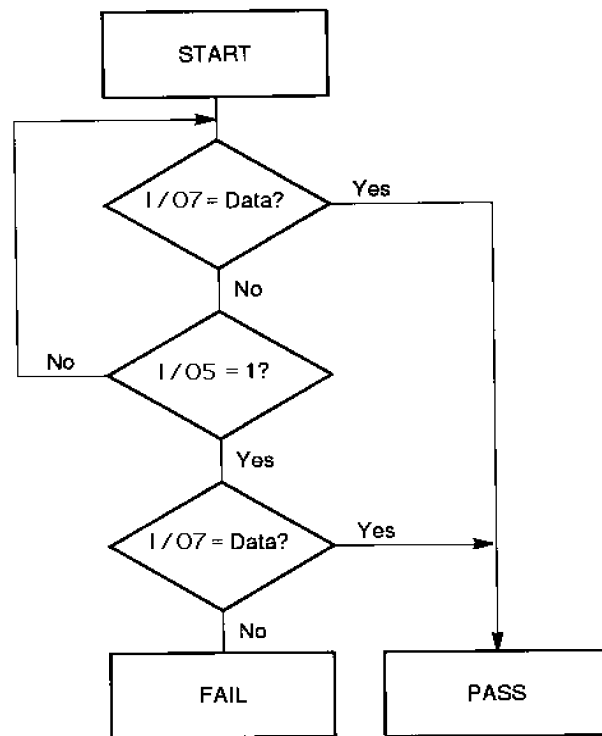 START
I/O7 = Data?
Yes
No
I/O5 = 1?
No
Yes
I/O7 = Data?
Yes
No
FAIL
PASS